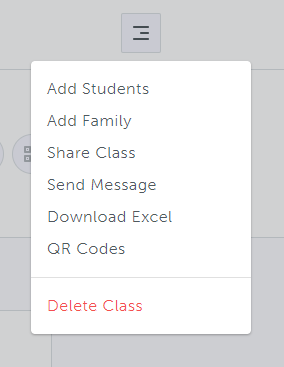 Add Students
Add Family
Share Class
Send Message
Download Excel
QR Codes
Delete Class